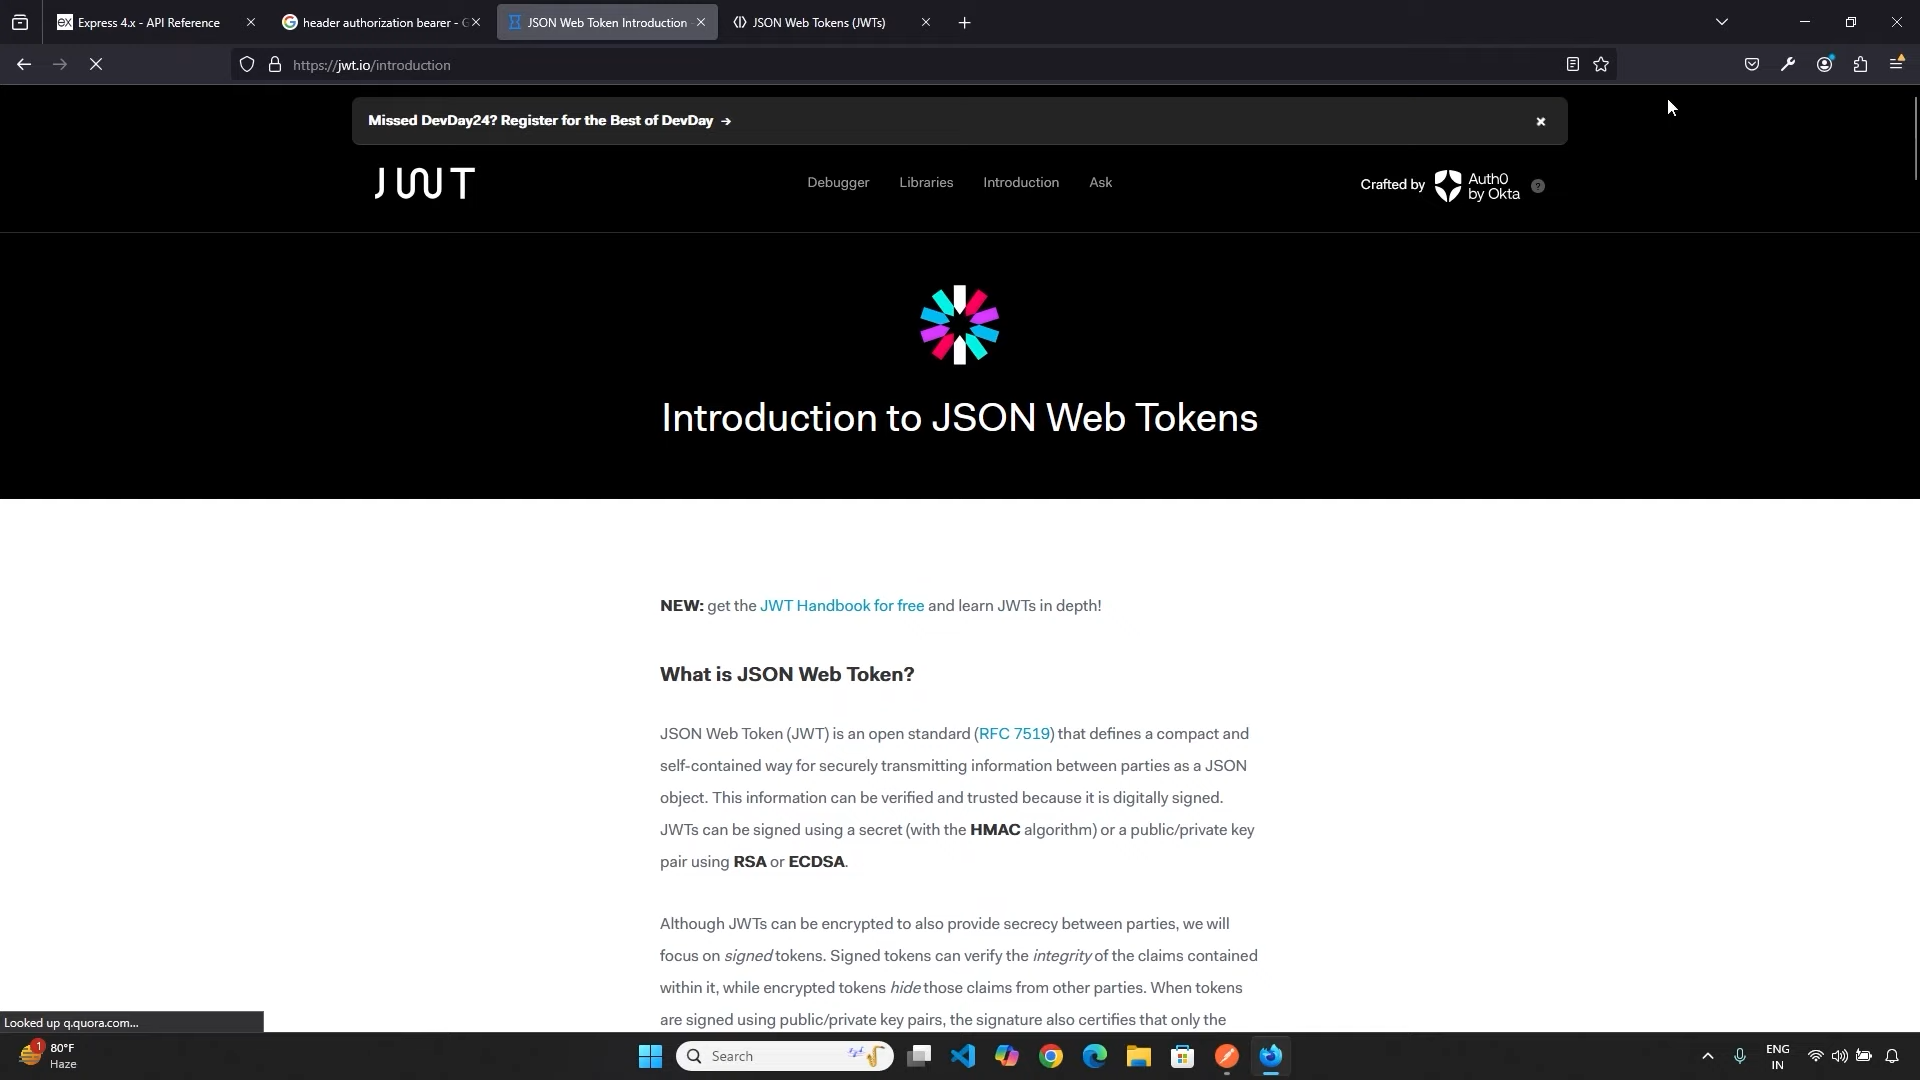 Express 4.x - API Reference
header authorization bearer - G
JSON Web Token Introduction
JSON Web Tokens (JWTs)
https://jwt.io/introduction
Missed DevDay24? Register for the Best of DevDay →
JWT
Debugger
Libraries
Introduction
Ask
Crafted by
Auth0
by Okta
?
Introduction to JSON Web Tokens
NEW: get the JWT Handbook for free and learn JWTs in depth!
What is JSON Web Token?
JSON Web Token (JWT) is an open standard (RFC 7519) that defines a compact and
self-contained way for securely transmitting information between parties as a JSON
object. This information can be verified and trusted because it is digitally signed.
JWTs can be signed using a secret (with the HMAC algorithm) or a public/private key
pair using RSA or ECDSA.
Although JWTs can be encrypted to also provide secrecy between parties, we will
focus on signed tokens. Signed tokens can verify the integrity of the claims contained
within it, while encrypted tokens hide those claims from other parties. When tokens
are signed using public/private key pairs, the signature also certifies that only the
Looked up q.quora.com...
1
80°F
Haze
Search
ENG
IN